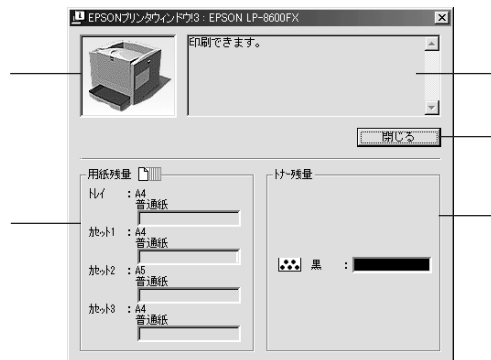 EPSONプリンタウィンドウ!3 : EPSON LP-8600FX
印刷できます。
閉じる
用紙残量
トレイ : A4
普通紙
カセット1 : A4
普通紙
カセット2 : A5
普通紙
カセット3 : A4
普通紙
トナー残量
黒 :